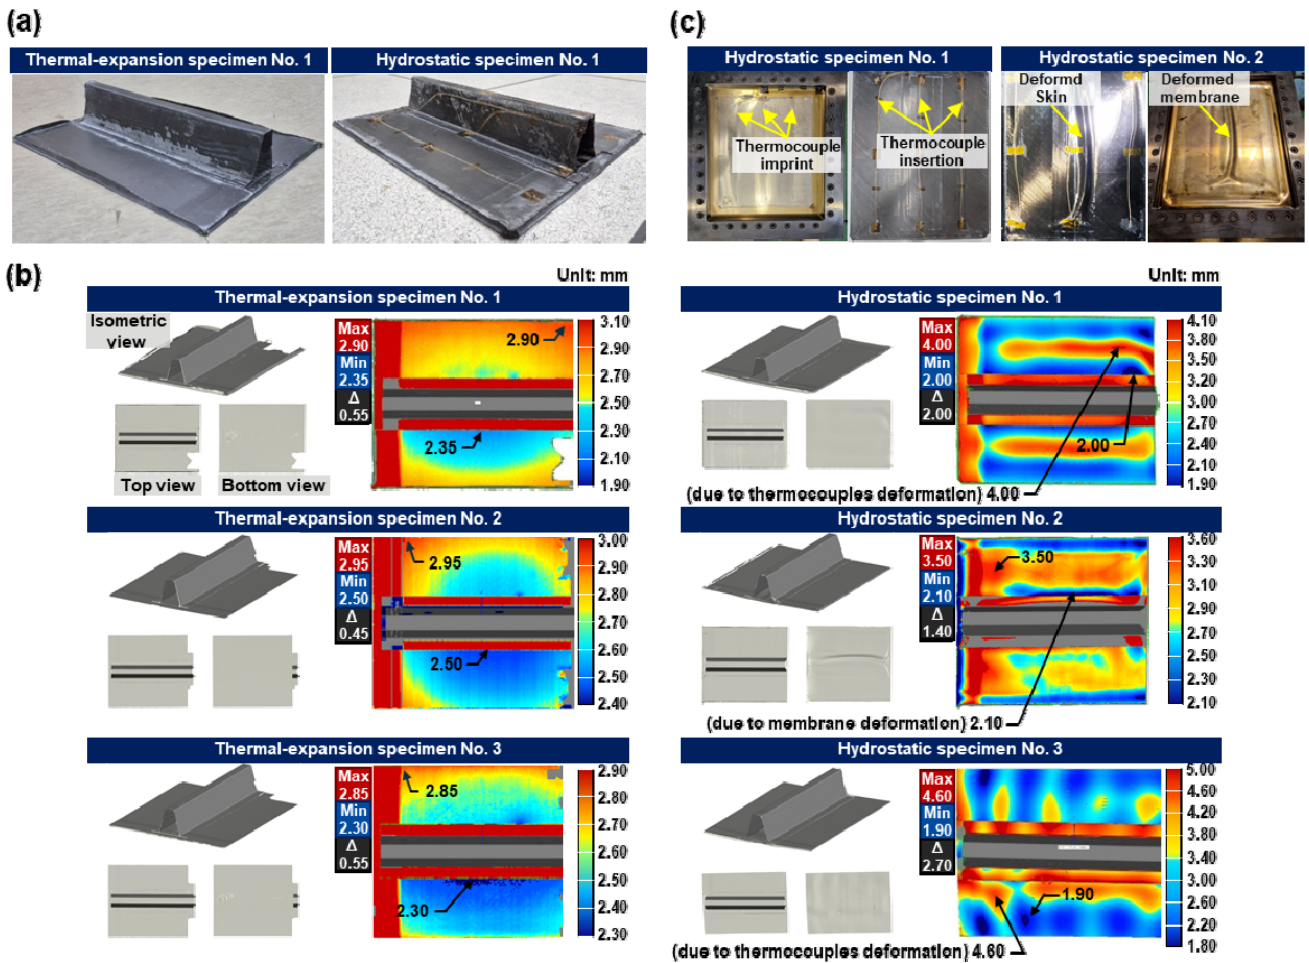 (a)
Thermal-expansion specimen No. 1
Hydrostatic specimen No. 1
(c)
Hydrostatic specimen No. 1
Hydrostatic specimen No. 2
Thermocouple
imprint
Thermocouple
insertion
Deformd
Skin
Deformed
membrane
(b)
Unit: mm
Thermal-expansion specimen No. 1
Isometric
view
Top view
Bottom view
Max
2.90
Min
2.35
Δ
0.55
2.90
2.35
3.10
2.90
2.70
2.50
2.30
2.10
1.90
Thermal-expansion specimen No. 2
Max
2.95
Min
2.50
Δ
0.45
2.95
2.50
3.00
2.90
2.80
2.70
2.60
2.50
2.40
Thermal-expansion specimen No. 3
Max
2.85
Min
2.30
Δ
0.55
2.85
2.30
2.90
2.80
2.70
2.60
2.50
2.40
2.30
Unit: mm
Hydrostatic specimen No. 1
Max
4.00
Min
2.00
Δ
2.00
2.00
(due to thermocouples deformation) 4.00
4.10
3.80
3.50
3.20
3.00
2.70
2.40
2.10
1.90
Hydrostatic specimen No. 2
Max
3.50
Min
2.10
Δ
1.40
3.50
(due to membrane deformation) 2.10
3.60
3.40
3.20
3.10
2.90
2.70
2.50
2.30
2.10
Hydrostatic specimen No. 3
Max
4.60
Min
1.90
Δ
2.70
1.90
(due to thermocouples deformation) 4.60
5.00
4.60
4.20
3.80
3.40
3.00
2.60
2.20
1.80